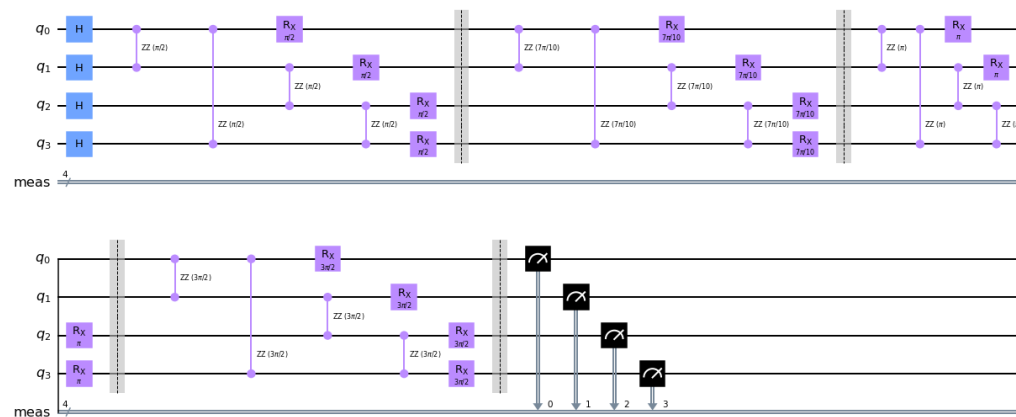 q0 H ZZ (π/2) RX π/2 ZZ (7π/10) RX 7π/10 ZZ (π) RX π
q1 H ZZ (π/2) RX π/2 ZZ (7π/10) RX 7π/10 ZZ (π) RX π
q2 H ZZ (π/2) ZZ (π/2) RX π/2 ZZ (7π/10) ZZ (7π/10) RX 7π/10 ZZ (π) ZZ
q3 H RX π/2 RX 7π/10
meas 4
q0 ZZ (3π/2) RX 3π/2
q1 ZZ (3π/2) RX 3π/2
q2 RX π ZZ (3π/2) ZZ (3π/2) RX 3π/2
q3 RX π RX 3π/2
meas 4 0 1 2 3